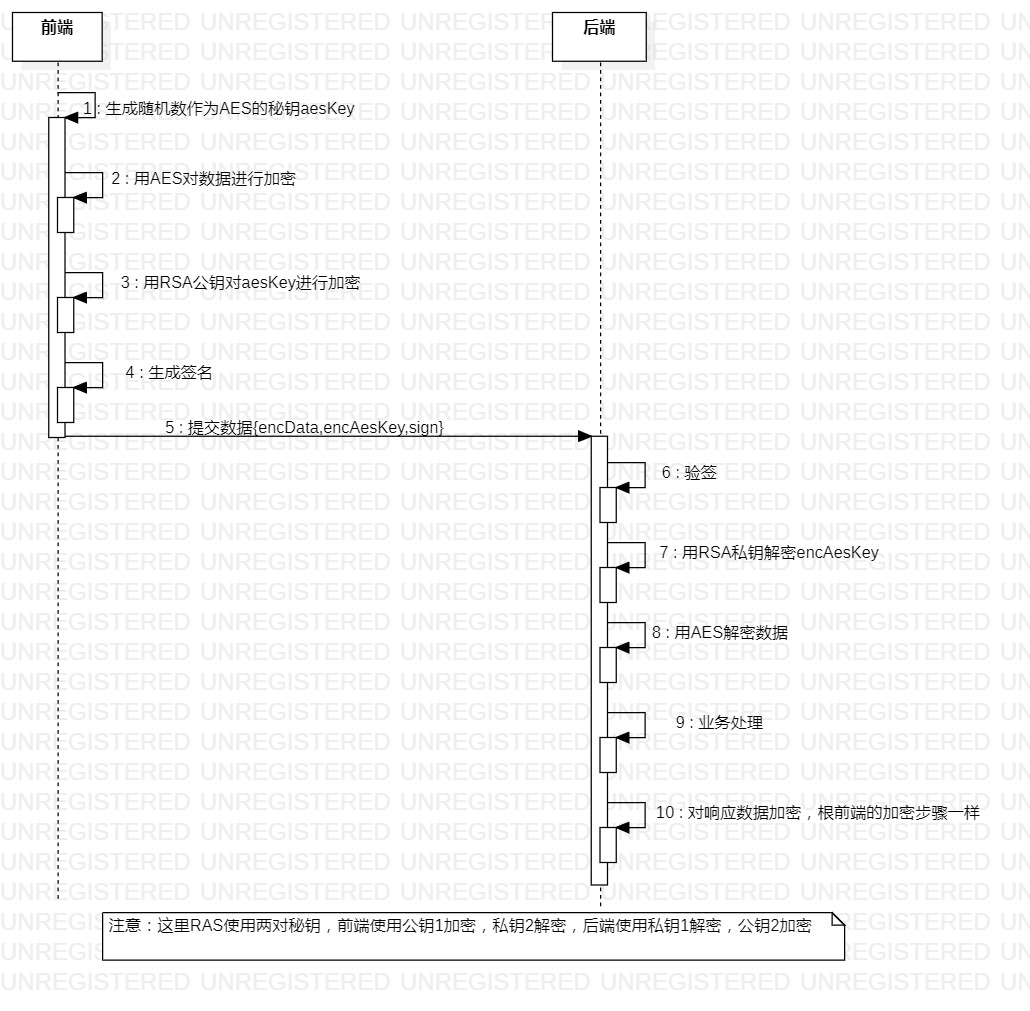 前端
后端
1 : 生成随机数作为AES的秘钥aesKey
2 : 用AES对数据进行加密
3 : 用RSA公钥对aesKey进行加密
4 : 生成签名
5 : 提交数据{encData,encAesKey,sign}
6 : 验签
7 : 用RSA私钥解密encAesKey
8 : 用AES解密数据
9 : 业务处理
10 : 对响应数据加密，根前端的加密步骤一样
注意：这里RAS使用两对秘钥，前端使用公钥1加密，私钥2解密，后端使用私钥1解密，公钥2加密
UNREGISTERED